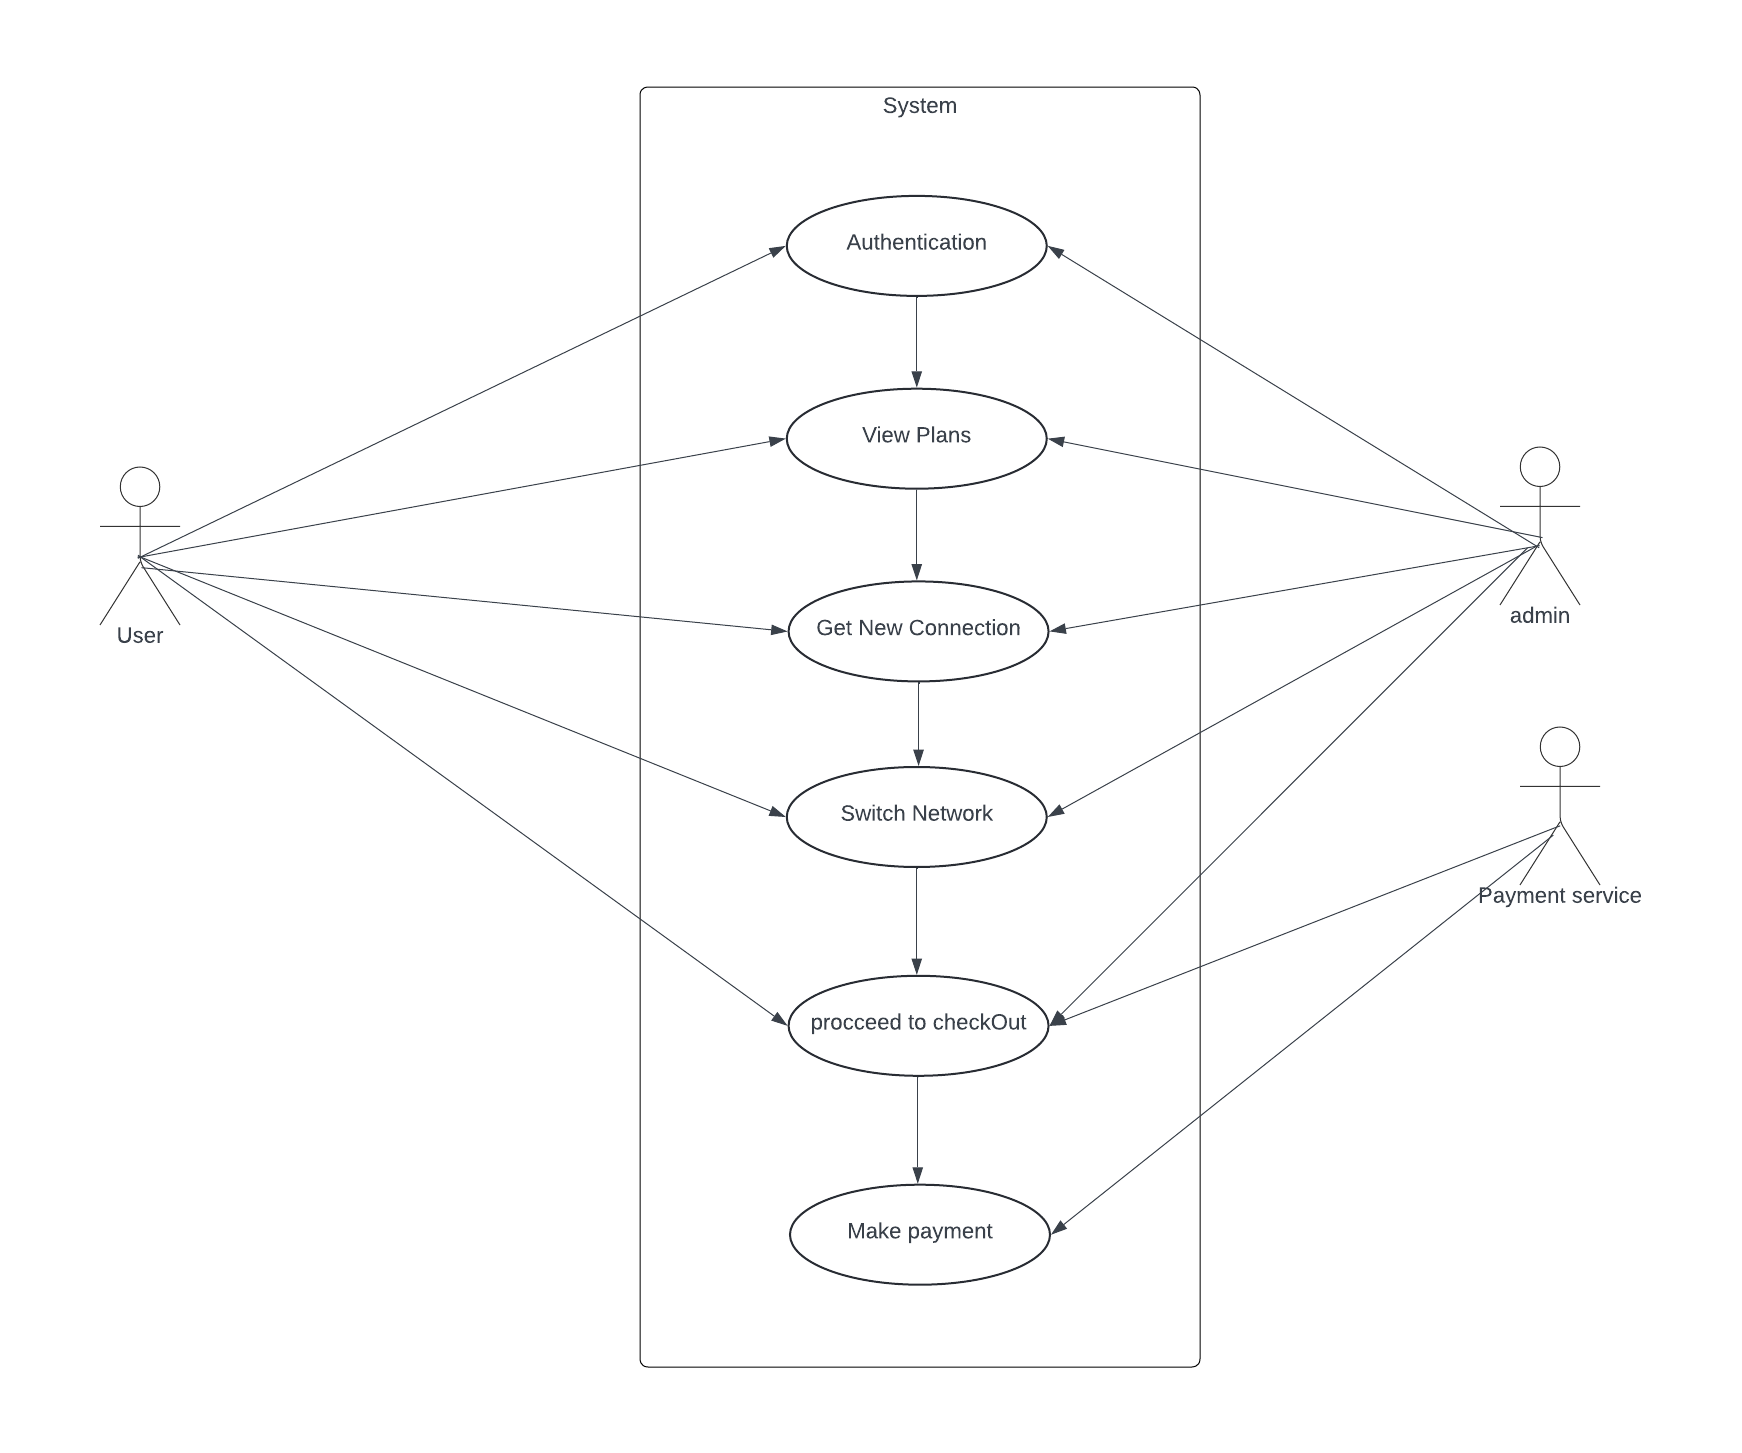 System
Authentication
View Plans
User
Get New Connection
admin
Switch Network
Payment service
procceed to checkOut
Make payment